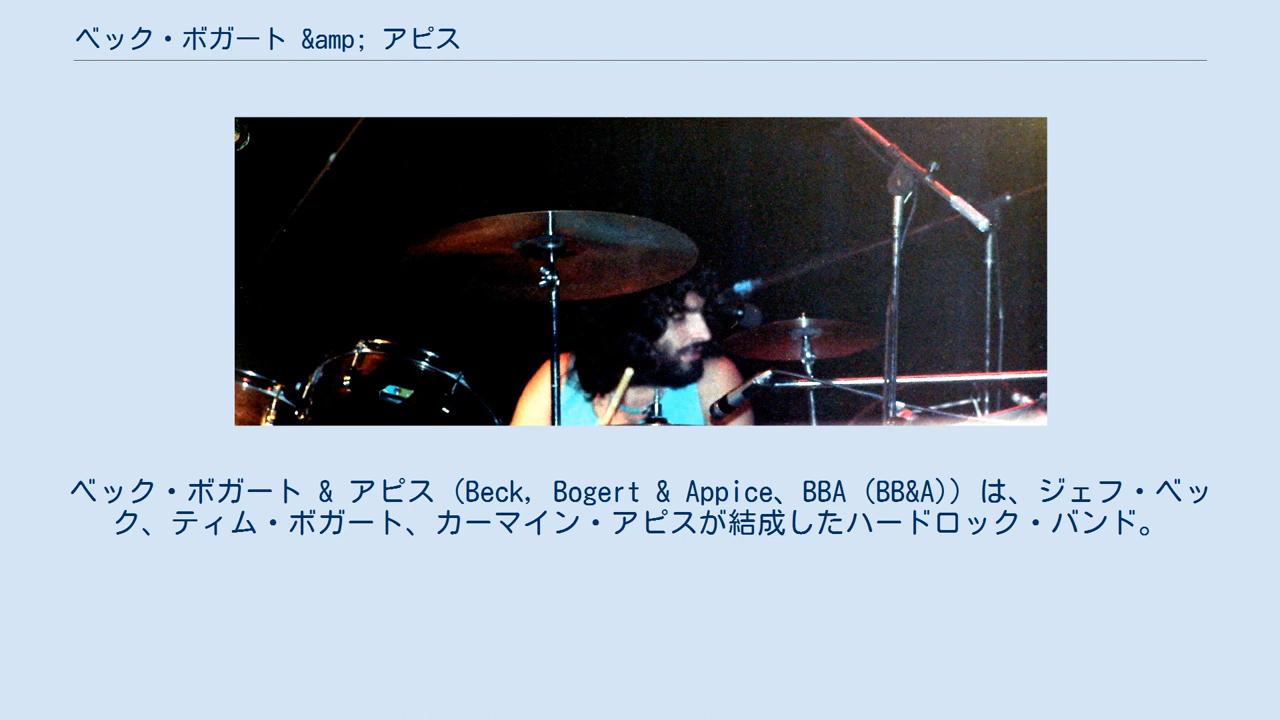 ベック・ボガート &amp; アピス
ベック・ボガート & アピス（Beck, Bogert & Appice、BBA（BB&A））は、ジェフ・ベッ
ク、ティム・ボガート、カーマイン・アピスが結成したハードロック・バンド。